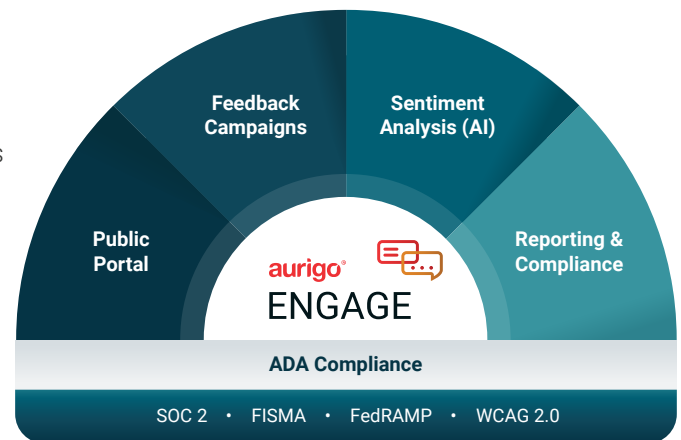 Feedback
Campaigns
Sentiment
Analysis (AI)
s
Public
Portal
Reporting &
Compliance
aurigo®
ENGAGE
ADA Compliance
SOC 2 • FISMA • FedRAMP • WCAG 2.0